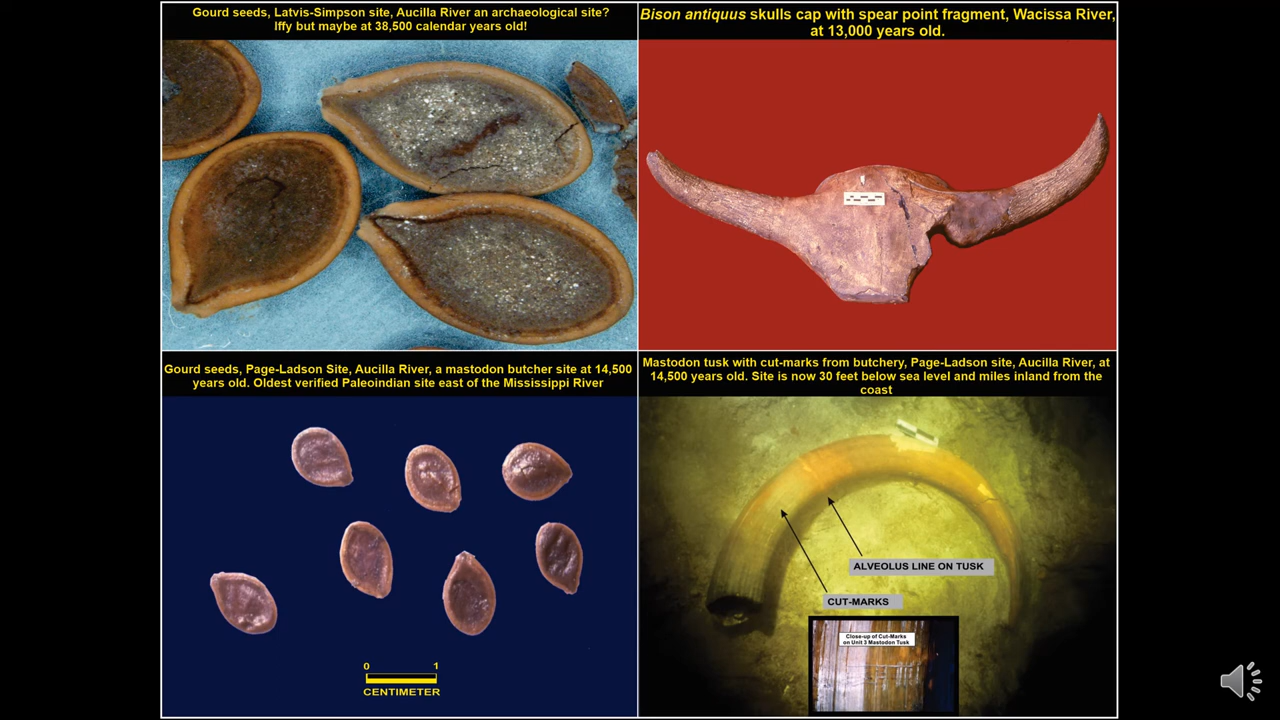 Gourd seeds, Latvis-Simpson site, Aucilla River an archaeological site?
Iffy but maybe at 38,500 calendar years old!
Bison antiquus skulls cap with spear point fragment, Wacissa River,
at 13,000 years old.
Gourd seeds, Page-Ladson Site, Aucilla River, a mastodon butcher site at 14,500
years old. Oldest verified Paleoindian site east of the Mississippi River
0 1
CENTIMETER
Mastodon tusk with cut-marks from butchery, Page-Ladson site, Aucilla River, at
14,500 years old. Site is now 30 feet below sea level and miles inland from the
coast
ALVEOLUS LINE ON TUSK
CUT-MARKS
Close-up of Cut-Marks
on Unit 3 Mastodon Tusk